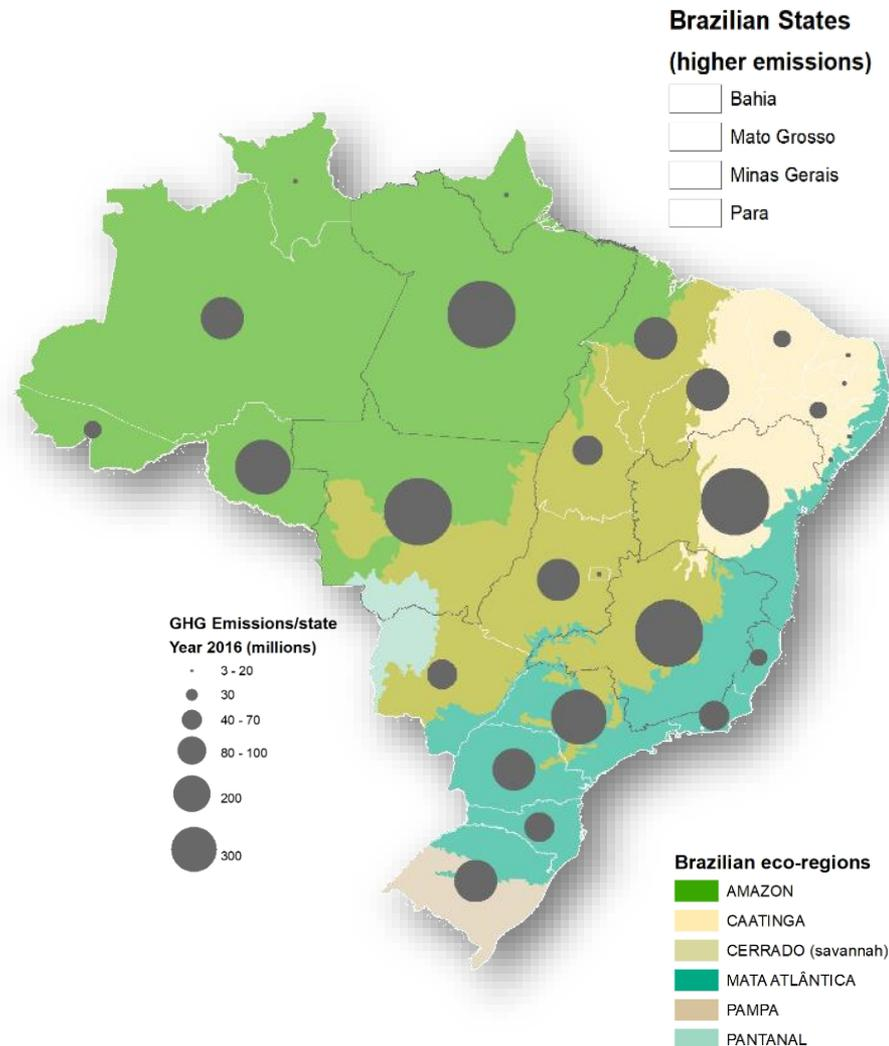 Brazilian States
(higher emissions)
Bahia
Mato Grosso
Minas Gerais
Para
GHG Emissions/state
Year 2016 (millions)
3 - 20
30
40 - 70
80 - 100
200
300
Brazilian eco-regions
AMAZON
CAATINGA
CERRADO (savannah)
MATA ATLÂNTICA
PAMPA
PANTANAL